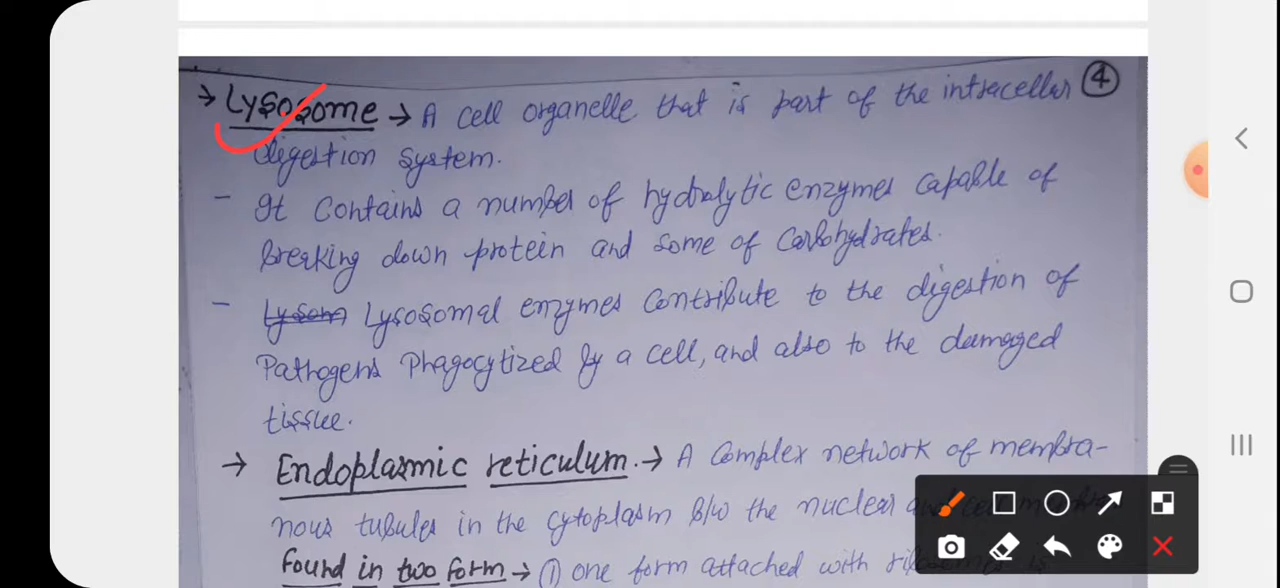 → Lysosome → A cell organelle that is part of the intracellar ④
digestion system.
- It contains a number of hydrolytic enzymes capable of
breaking down protein and some of carbohydrates.
- Lysosomal enzymes contribute to the digestion of
Pathogens Phagocytized by a cell, and also to the damaged
tissue.
→ Endoplasmic reticulum. → A complex network of membra-
nous tubules in the cytoplasm b/w the nuclear and cell
found in two form → ① one form attached with